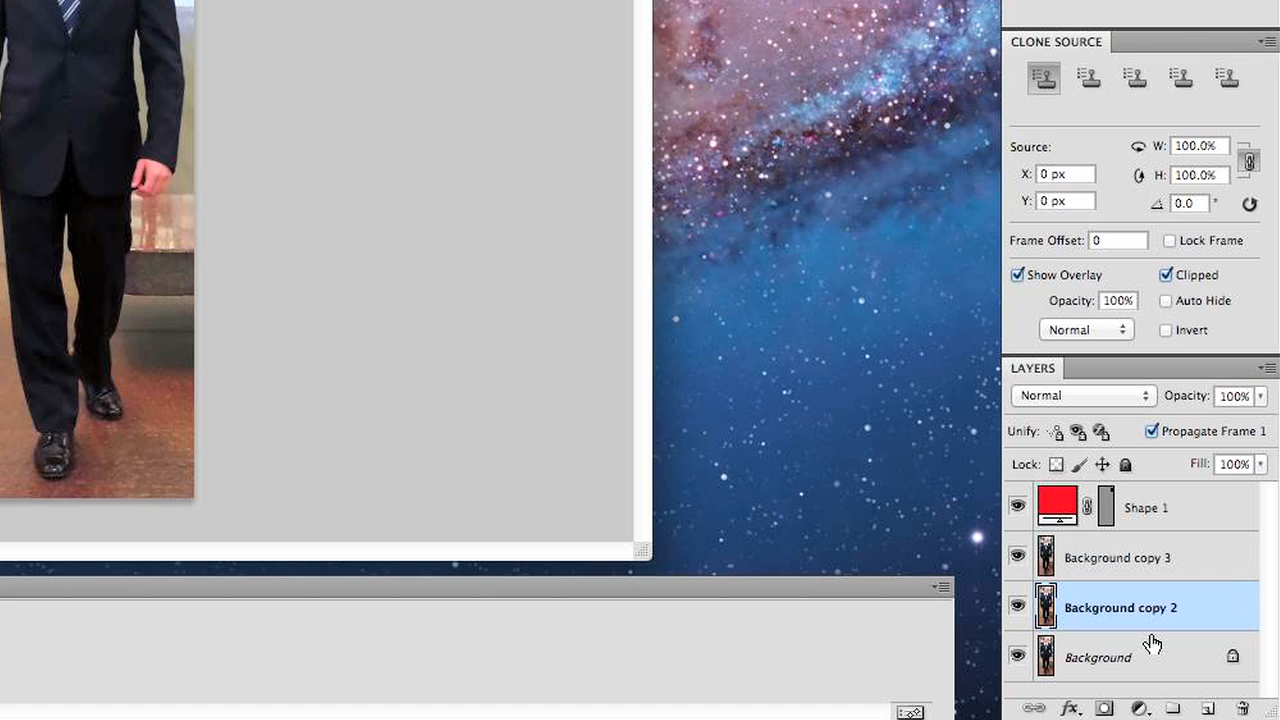 CLONE SOURCE
Source:
W: 100.0%
X: 0 px
H: 100.0%
Y: 0 px
0.0 °
Frame Offset: 0
Lock Frame
Show Overlay
Clipped
Opacity: 100%
Auto Hide
Normal
Invert
LAYERS
Normal
Opacity: 100%
Unify:
Propagate Frame 1
Lock:
Fill: 100%
Shape 1
Background copy 3
Background copy 2
Background
fx